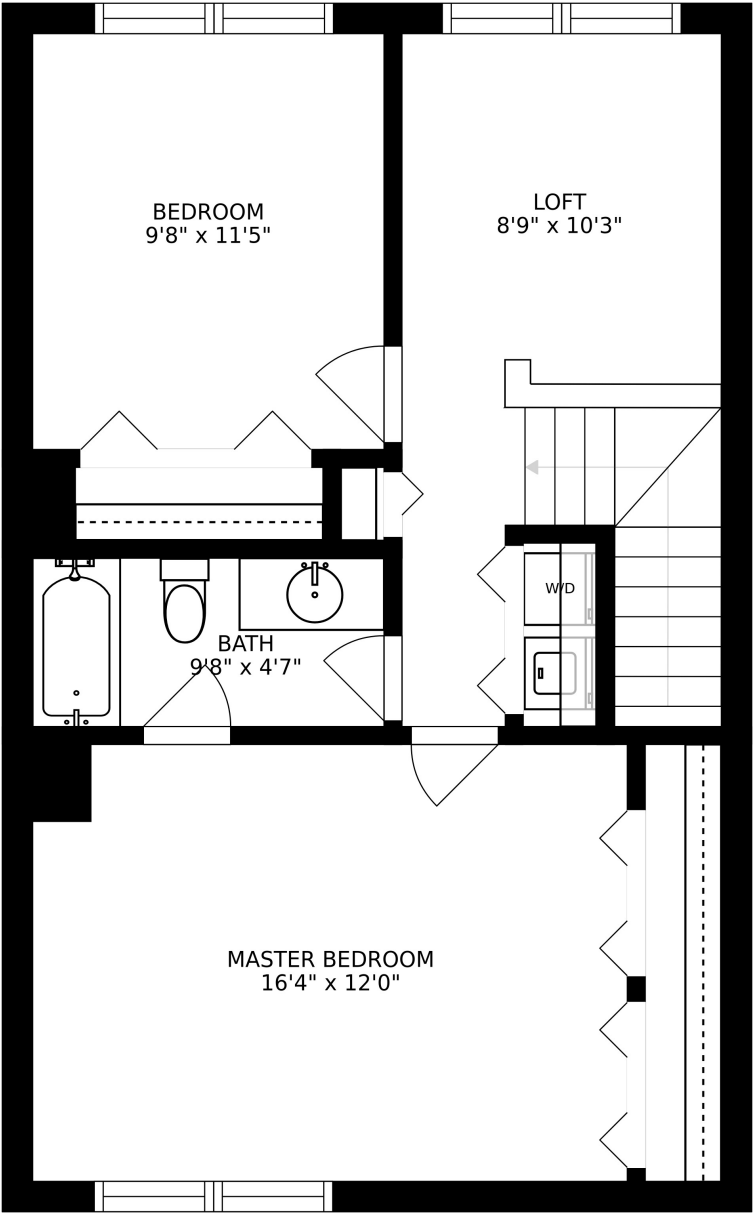 BEDROOM
9'8" x 11'5"
LOFT
8'9" x 10'3"
W/D
BATH
9'8" x 4'7"
MASTER BEDROOM
16'4" x 12'0"